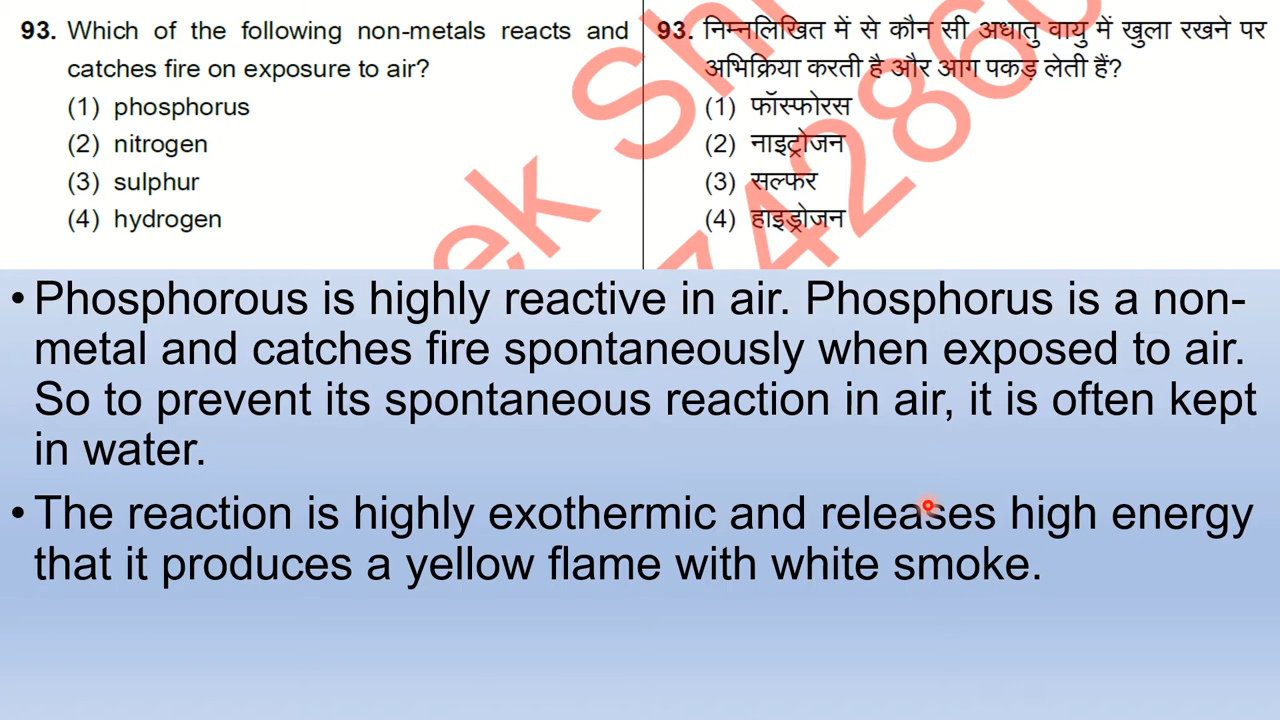 93. Which of the following non-metals reacts and
catches fire on exposure to air?
(1) phosphorus
(2) nitrogen
(3) sulphur
(4) hydrogen
93. निम्नलिखित में से कौन सी अधातु वायु में खुला रखने पर
अभिक्रिया करती है और आग पकड़ लेती हैं?
(1) फॉस्फोरस
(2) नाइट्रोजन
(3) सल्फर
(4) हाइड्रोजन
• Phosphorous is highly reactive in air. Phosphorus is a non-
metal and catches fire spontaneously when exposed to air.
So to prevent its spontaneous reaction in air, it is often kept
in water.
• The reaction is highly exothermic and releases high energy
that it produces a yellow flame with white smoke.